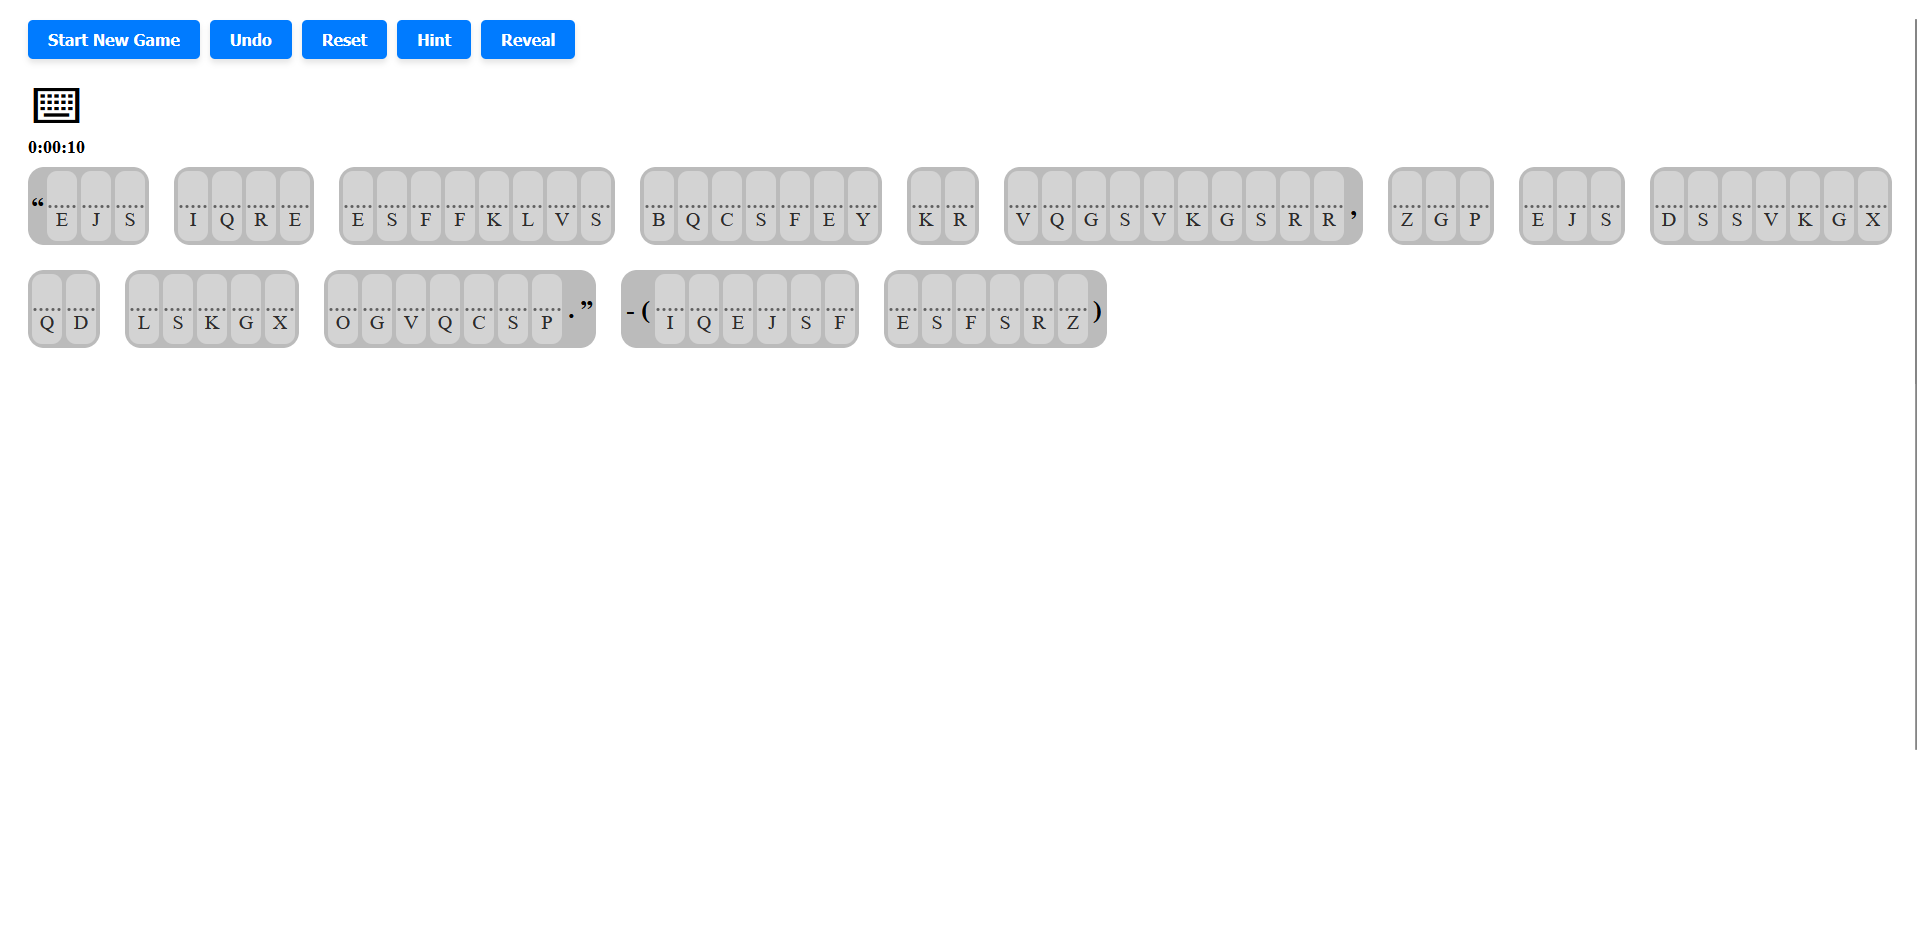 Start New Game Undo Reset Hint Reveal
0:00:10
“EJS IQRE ESFFKLVS BQCSFEY KR VQGSVKGSRR, ZGP EJS DSSVKGX
QD LSKGX OGVQCSP.” -(IQEJSF ESFSRZ)